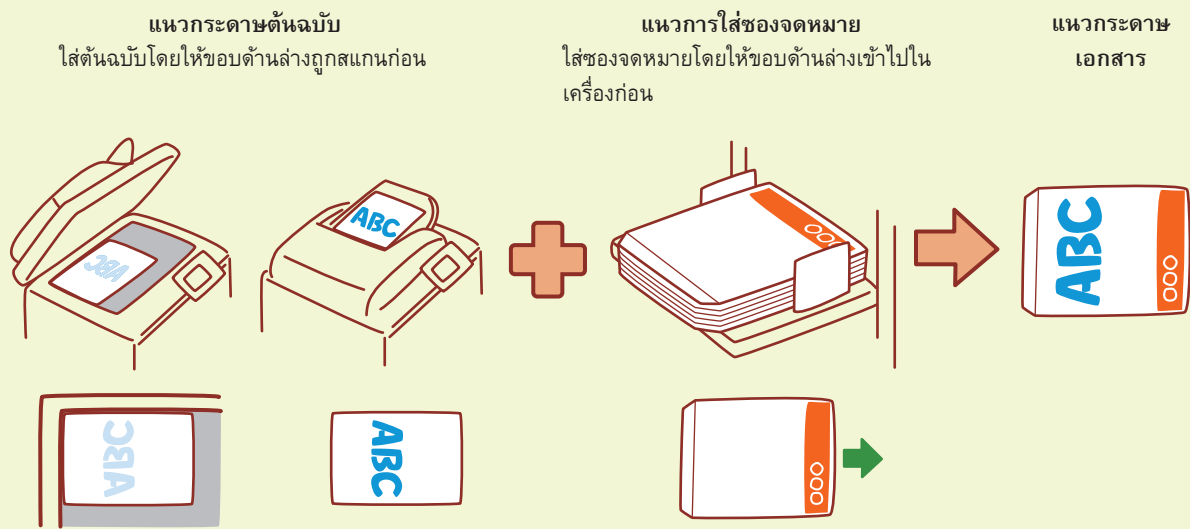 แนวกระดาษต้นฉบับ
ใส่ต้นฉบับโดยให้ขอบด้านล่างถูกสแกนก่อน
แนวการใส่ซองจดหมาย
ใส่ซองจดหมายโดยให้ขอบด้านล่างเข้าไปใน
เครื่องก่อน
แนวกระดาษ
เอกสาร
ABC
ABC
ABC
ABC
ABC